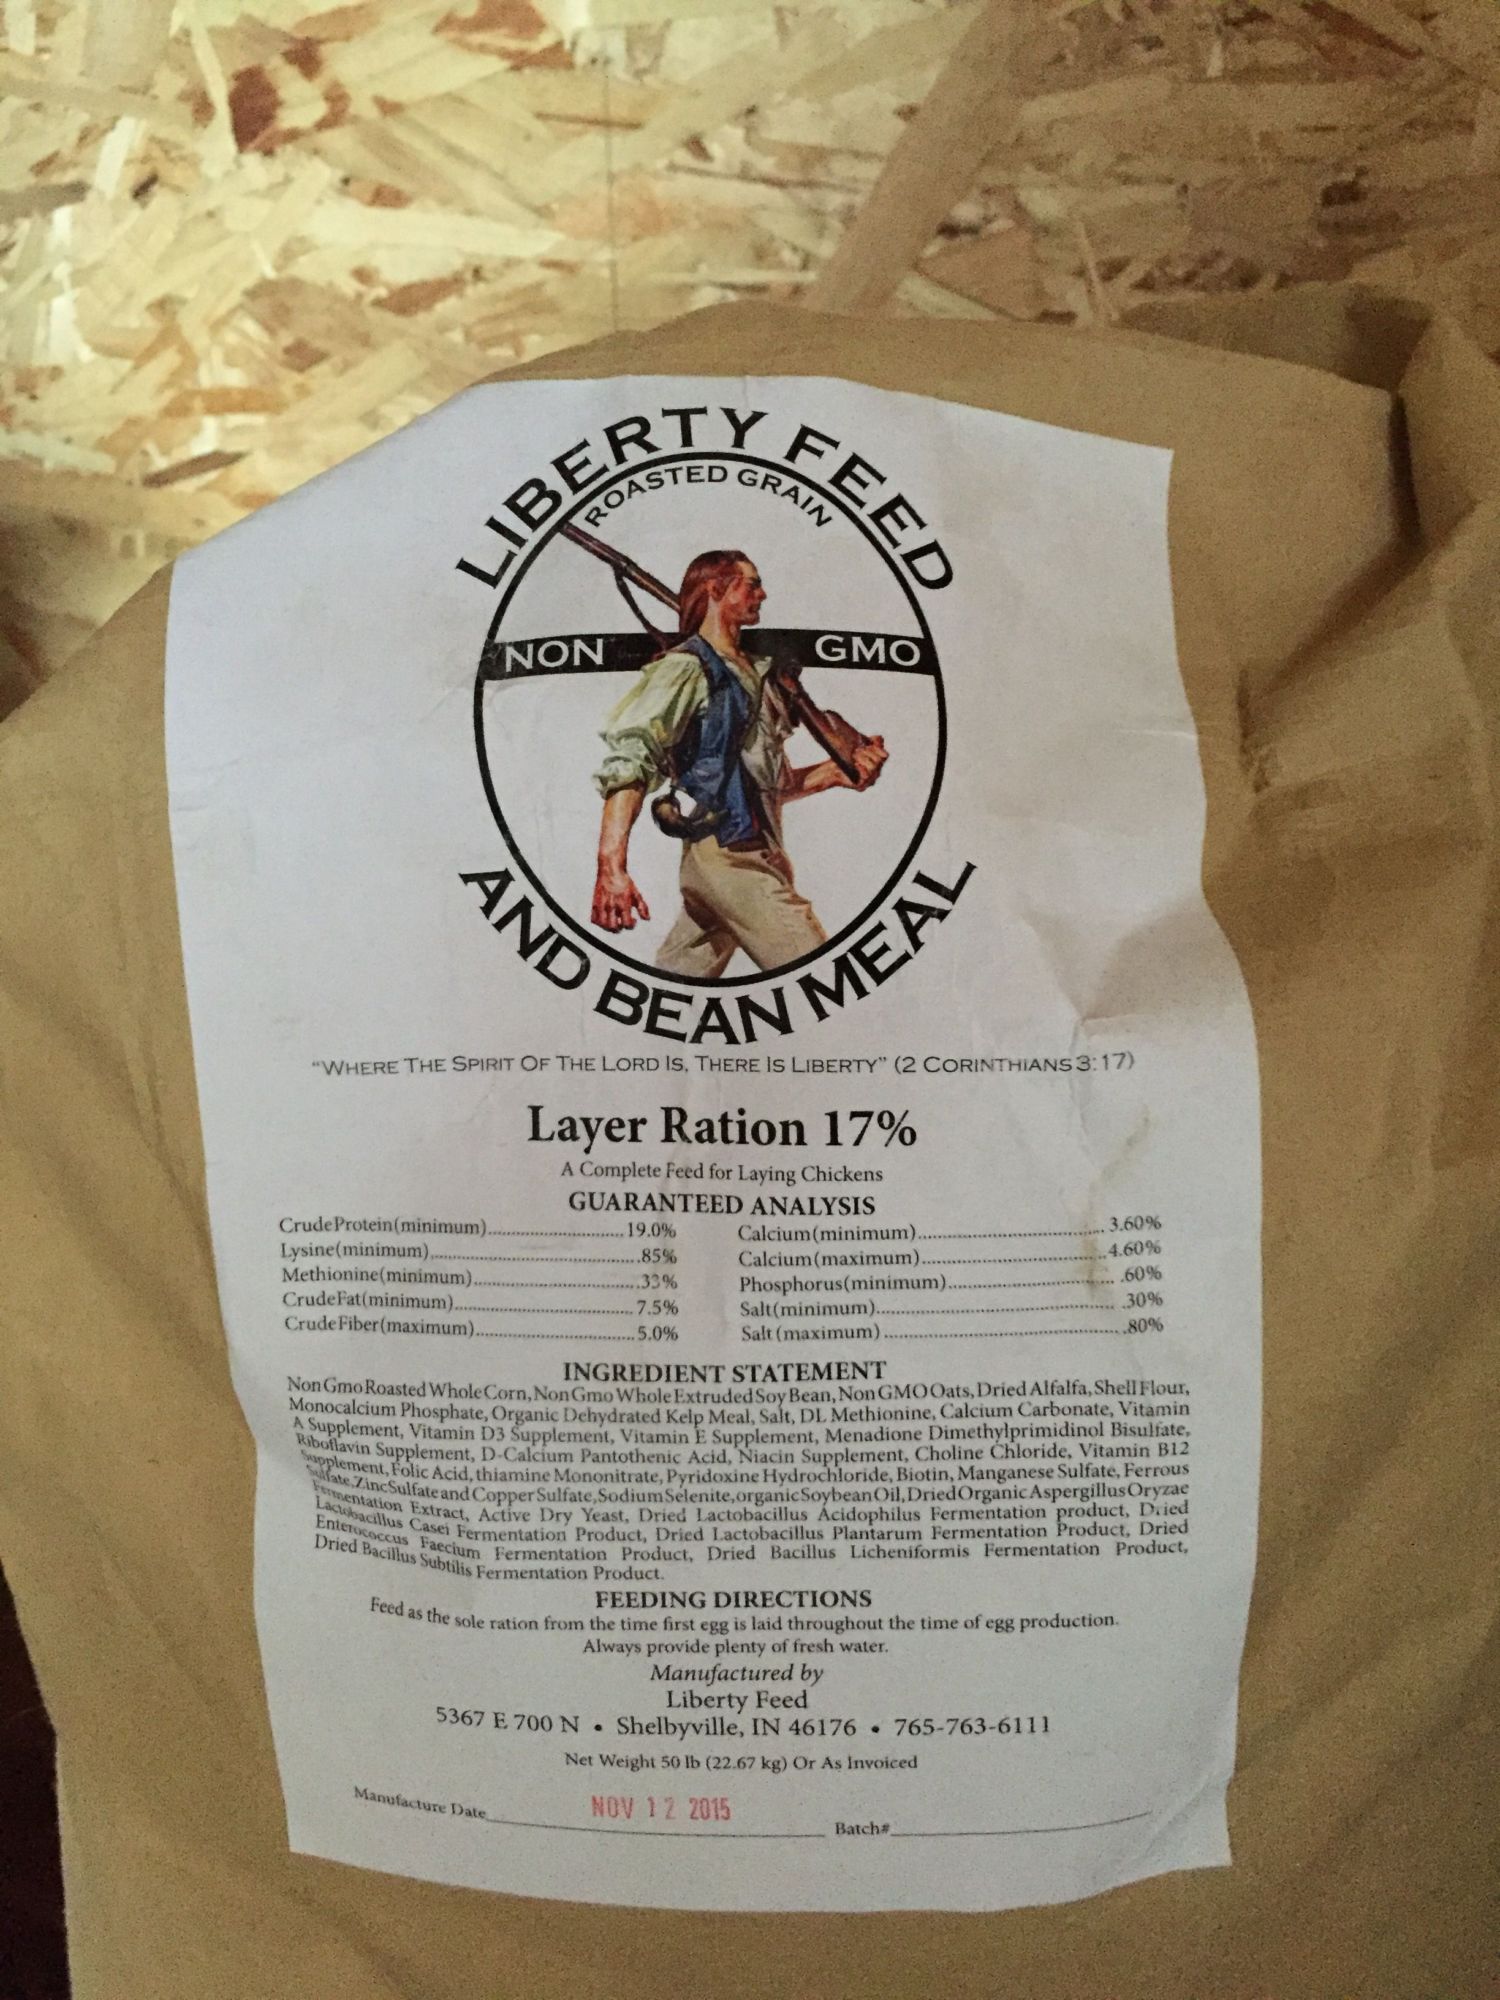 LIBERTY FEED
ROASTED GRAIN
NON GMO
AND BEAN MEAL
"WHERE THE SPIRIT OF THE LORD IS, THERE IS LIBERTY" (2 CORINTHIANS 3:17)
Layer Ration 17%
A Complete Feed for Laying Chickens
GUARANTEED ANALYSIS
Crude Protein (minimum)..............................19.0%
Lysine (minimum)..............................85%
Methionine (minimum)..............................33%
Crude Fat (minimum)..............................7.5%
Crude Fiber (maximum)..............................5.0%
Calcium (minimum)..............................3.60%
Calcium (maximum)..............................4.60%
Phosphorus (minimum)..............................60%
Salt (minimum)..............................30%
Salt (maximum)..............................80%
INGREDIENT STATEMENT
Non Gmo Roasted Whole Corn, Non Gmo Whole Extruded Soy Bean, Non GMO Oats, Dried Alfalfa, Shell Flour,
Monocalcium Phosphate, Organic Dehydrated Kelp Meal, Salt, DL Methionine, Calcium Carbonate, Vitamin
A Supplement, Vitamin D3 Supplement, Vitamin E Supplement, Menadione Dimethylprimidinol Bisulfate,
Riboflavin Supplement, D-Calcium Pantothenic Acid, Niacin Supplement, Choline Chloride, Vitamin B12
Supplement, Folic Acid, thiamine Mononitrate, Pyridoxine Hydrochloride, Biotin, Manganese Sulfate, Ferrous
Sulfate, Zinc Sulfate and Copper Sulfate, Sodium Selenite, organic Soybean Oil, Dried Organic Aspergillus Oryzae
Fermentation Extract, Active Dry Yeast, Dried Lactobacillus Acidophilus Fermentation product, Dried
Lactobacillus Casei Fermentation Product, Dried Lactobacillus Plantarum Fermentation Product, Dried
Enterococcus Faecium Fermentation Product, Dried Bacillus Licheniformis Fermentation Product,
Dried Bacillus Subtilis Fermentation Product.
FEEDING DIRECTIONS
Feed as the sole ration from the time first egg is laid throughout the time of egg production.
Always provide plenty of fresh water.
Manufactured by
Liberty Feed
5367 E 700 N • Shelbyville, IN 46176 • 765-763-6111
Net Weight 50 lb (22.67 kg) Or As Invoiced
Manufacture Date NOV 12 2015 Batch#